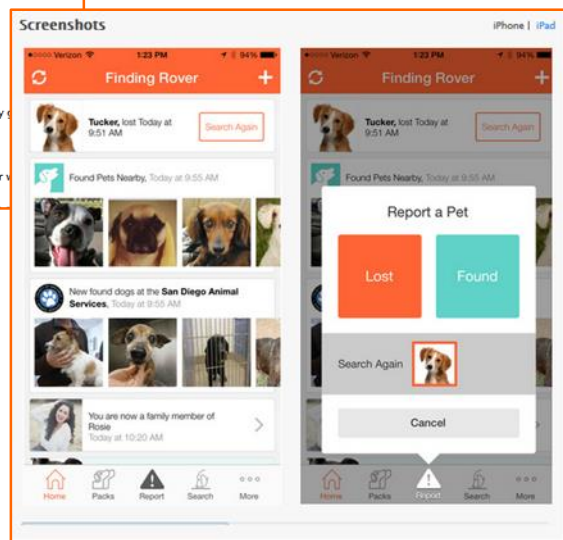 Screenshots
iPhone | iPad
Verizon
1:23 PM
94%
Finding Rover
Tucker, lost Today at
9:51 AM
Search Again
Found Pets Nearby, Today at 9:55 AM
New found dogs at the San Diego Animal
Services, Today at 9:55 AM
You are now a family member of
Rosie
Today at 10:20 AM
Home
Packs
Report
Search
More
Verizon
1:23 PM
94%
Finding Rover
Tucker, lost Today at
9:51 AM
Search Again
Found Pets Nearby, Today at 9:55 AM
Report a Pet
Lost
Found
Search Again
Cancel
Home
Packs
Report
Search
More